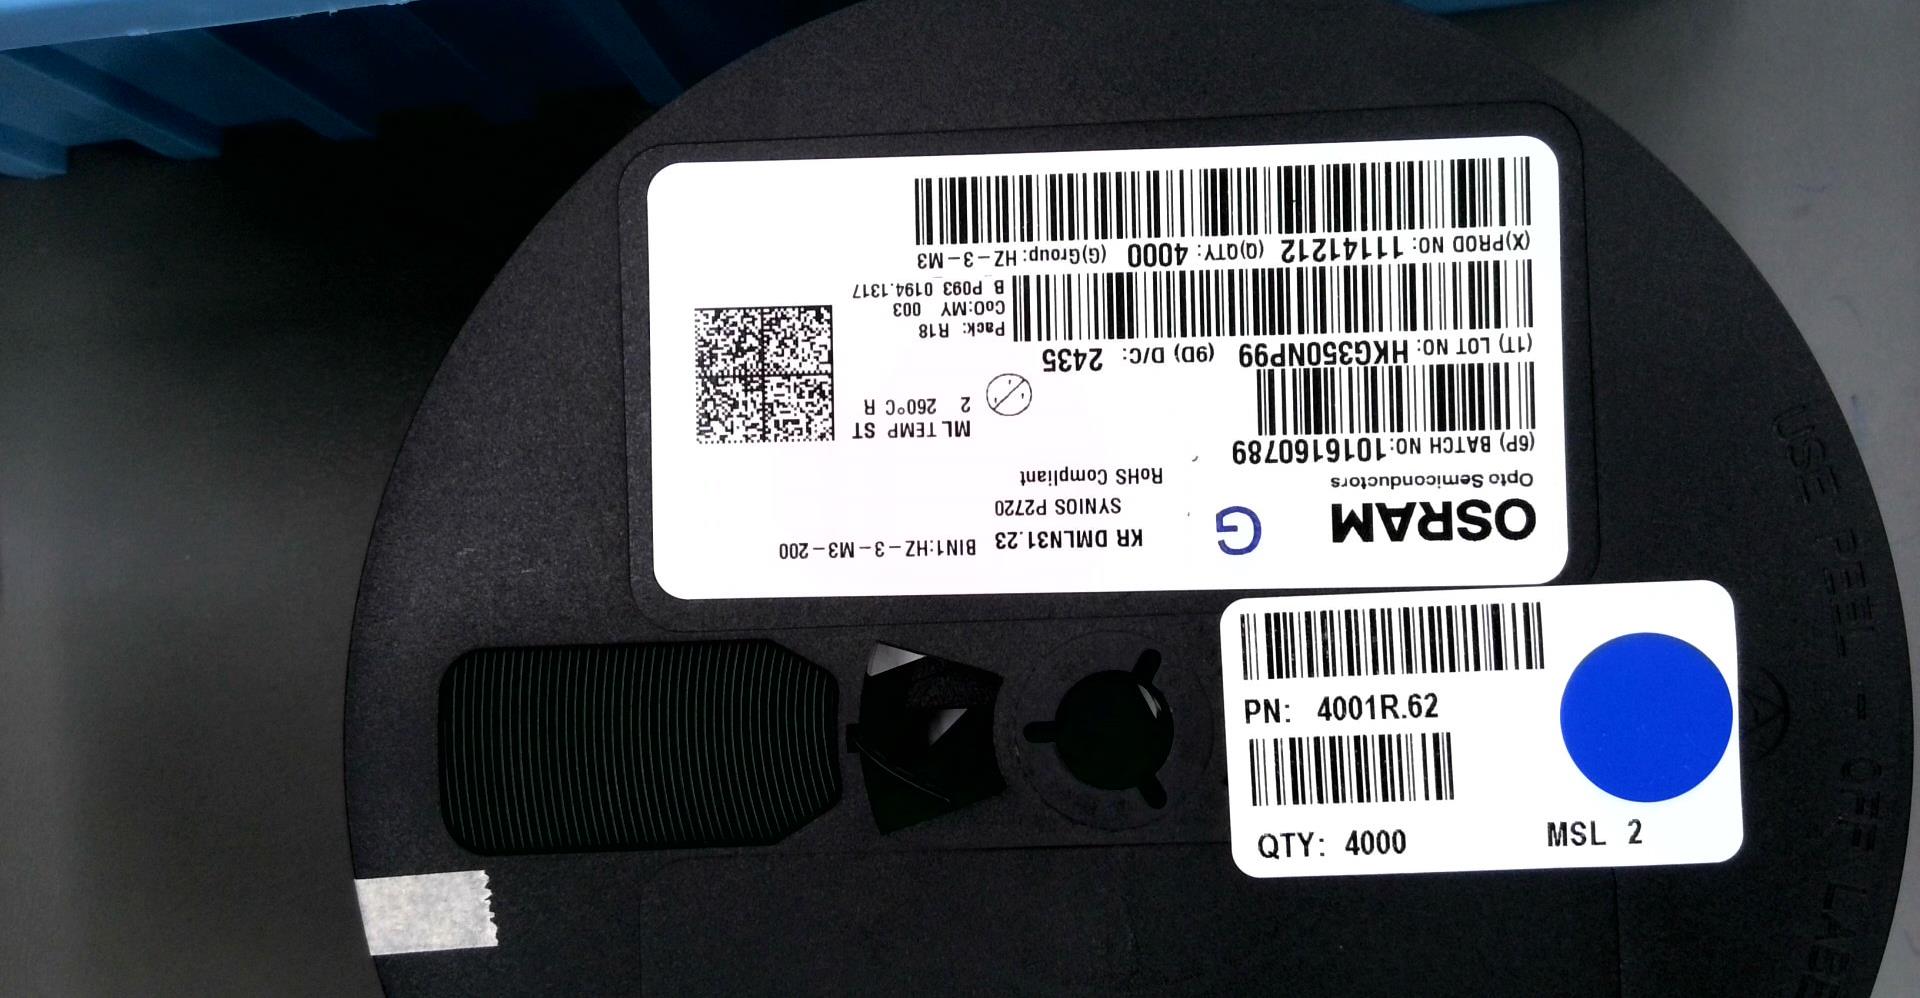 OSRAM
Opto Semiconductors
G
KR DMLN31.23 BIN1:HZ-3-M3-200
SYNIOS P2720
RoHS Compliant
(6P) BATCH NO:1016160789
ML TEMP ST
2 260°C R
(1T) LOT NO: HKG350NP99 (9D) D/C: 2435
Pack: R18
CoO:MY 003
B P093 0194.1317
(X)PROD NO: 11141212 (Q)QTY: 4000 (G)Group: HZ-3-M3
PN: 4001R.62
QTY: 4000 MSL 2
USE PEEL-OFF LABE